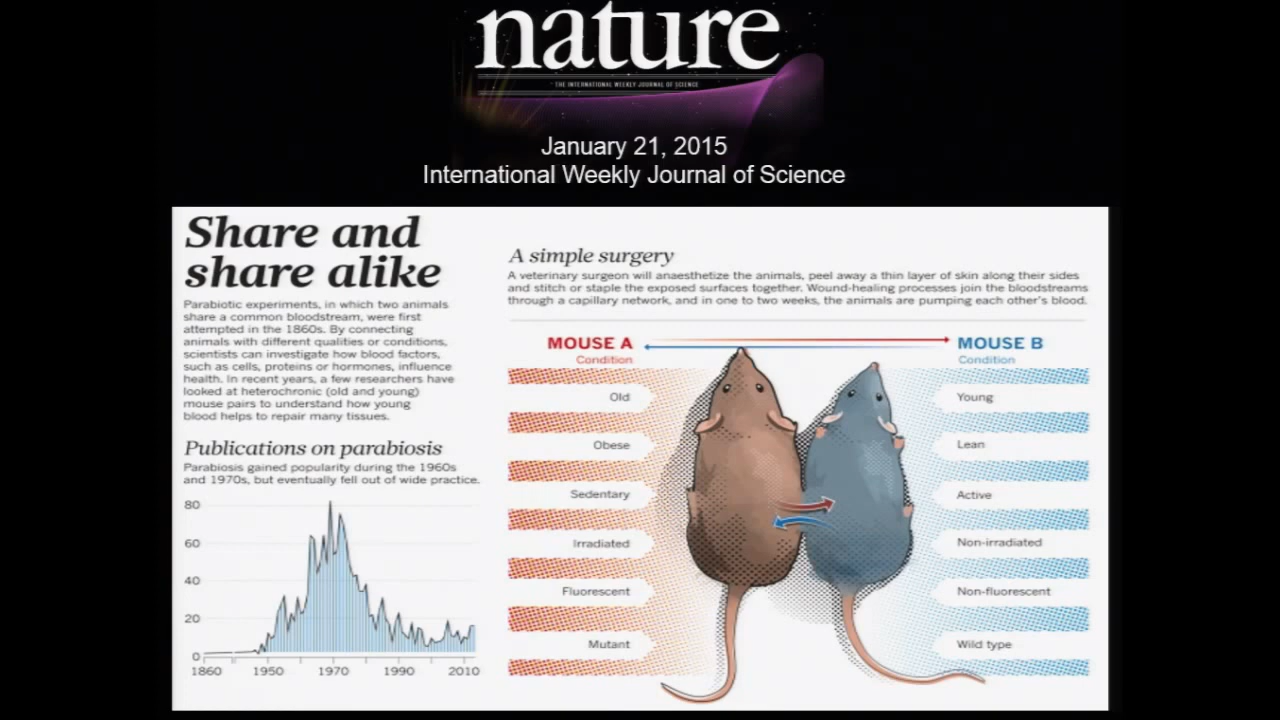 nature
THE INTERNATIONAL WEEKLY JOURNAL OF SCIENCE
January 21, 2015
International Weekly Journal of Science
Share and
share alike
Parabiotic experiments, in which two animals
share a common bloodstream, were first
attempted in the 1860s. By connecting
animals with different qualities or conditions,
scientists can investigate how blood factors,
such as cells, proteins or hormones, influence
health. In recent years, a few researchers have
looked at heterochronic (old and young)
mouse pairs to understand how young
blood helps to repair many tissues.
Publications on parabiosis
Parabiosis gained popularity during the 1960s
and 1970s, but eventually fell out of wide practice.
80
60
40
20
0
1860 1950 1970 1990 2010
A simple surgery
A veterinary surgeon will anaesthetize the animals, peel away a thin layer of skin along their sides
and stitch or staple the exposed surfaces together. Wound-healing processes join the bloodstreams
through a capillary network, and in one to two weeks, the animals are pumping each other's blood.
MOUSE A MOUSE B
Condition Condition
Old Young
Obese Lean
Sedentary Active
Irradiated Non-irradiated
Fluorescent Non-fluorescent
Mutant Wild type